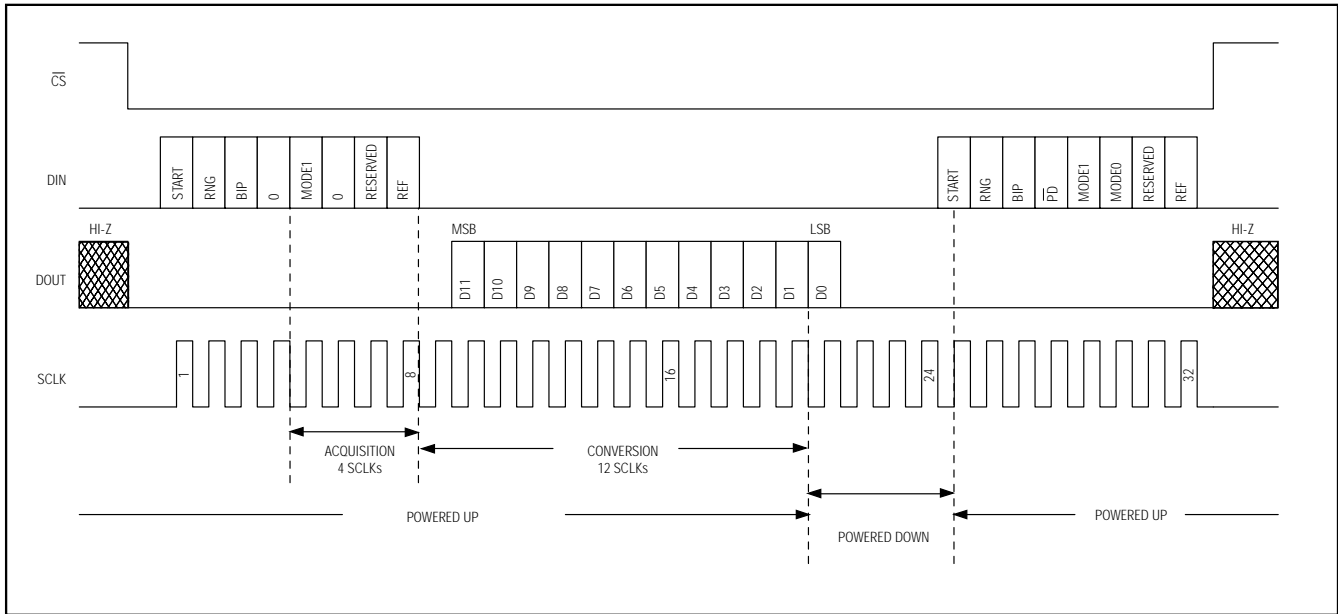 C̅S̅
DIN
START RNG BIP 0 MODE1 0 RESERVED REF
START RNG BIP P̅D̅ MODE1 MODE0 RESERVED REF
HI-Z MSB LSB HI-Z
DOUT
D11 D10 D9 D8 D7 D6 D5 D4 D3 D2 D1 D0
SCLK
1 8 16 24 32
ACQUISITION
4 SCLKs
CONVERSION
12 SCLKs
POWERED UP
POWERED DOWN
POWERED UP